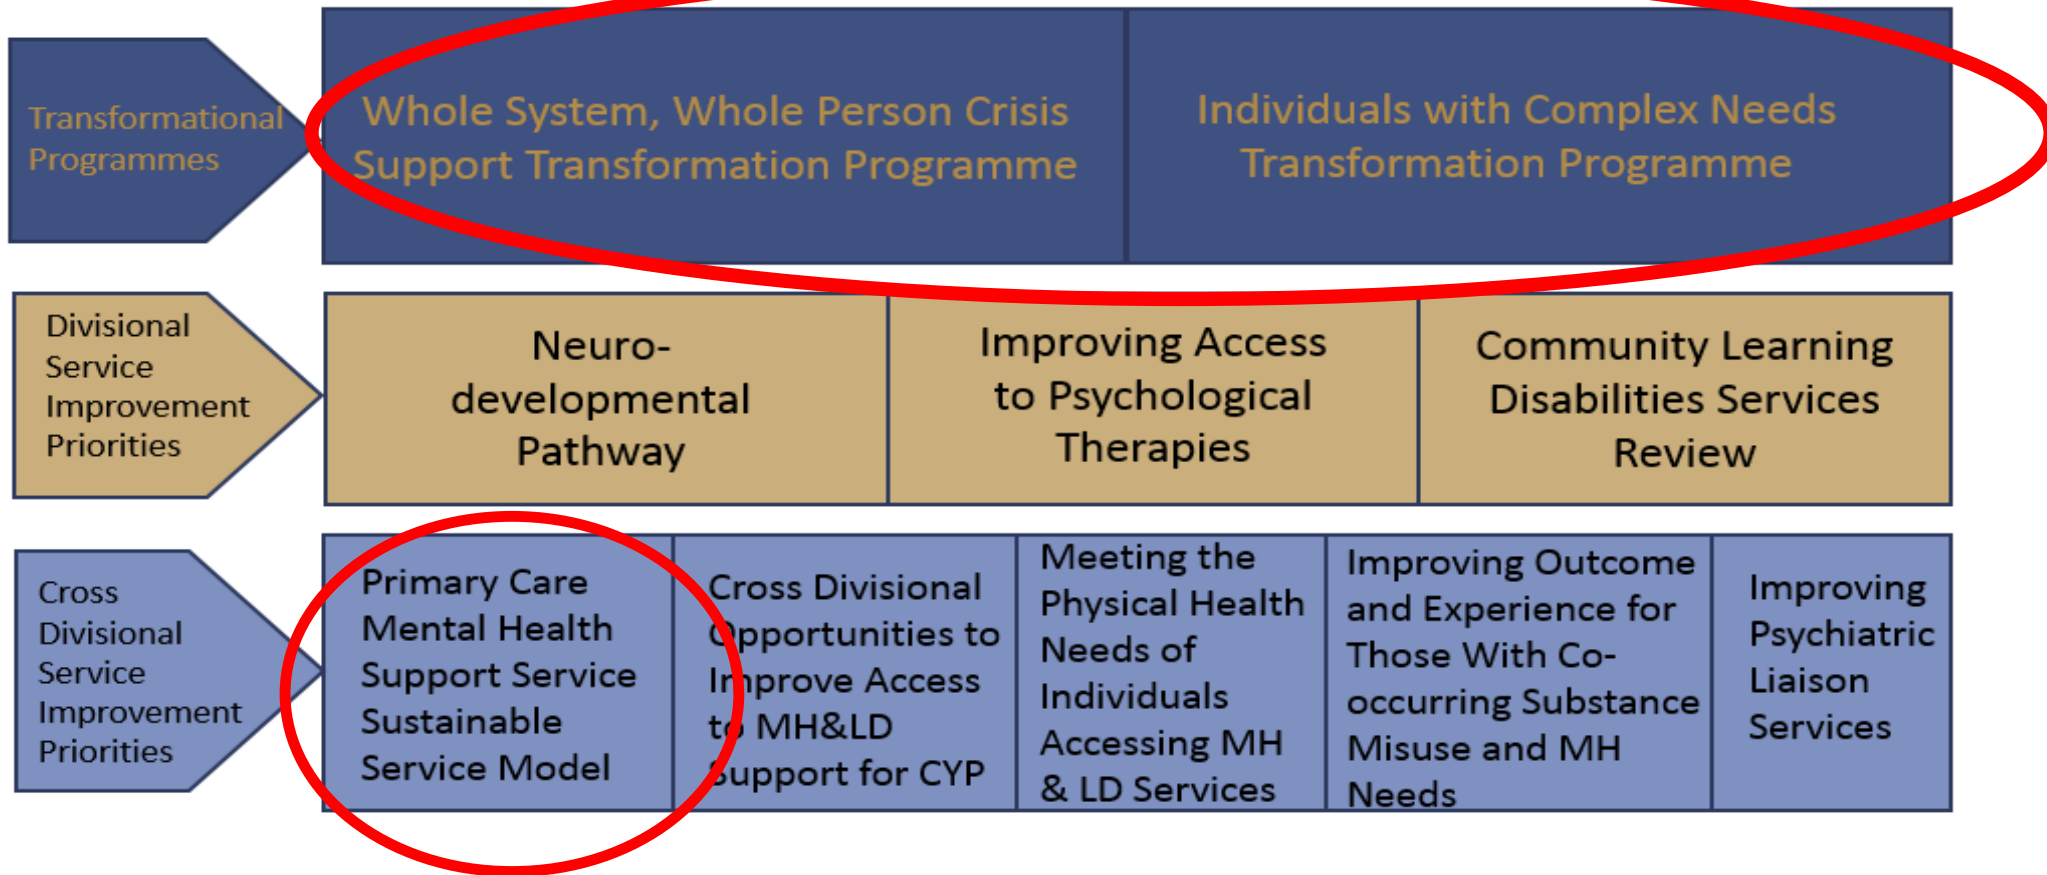 Transformational
Programmes
Whole System, Whole Person Crisis
Support Transformation Programme
Individuals with Complex Needs
Transformation Programme
Divisional
Service
Improvement
Priorities
Neuro-
developmental
Pathway
Improving Access
to Psychological
Therapies
Community Learning
Disabilities Services
Review
Cross
Divisional
Service
Improvement
Priorities
Primary Care
Mental Health
Support Service
Sustainable
Service Model
Cross Divisional
Opportunities to
Improve Access
to MH&LD
Support for CYP
Meeting the
Physical Health
Needs of
Individuals
Accessing MH
& LD Services
Improving Outcome
and Experience for
Those With Co-
occurring Substance
Misuse and MH
Needs
Improving
Psychiatric
Liaison
Services